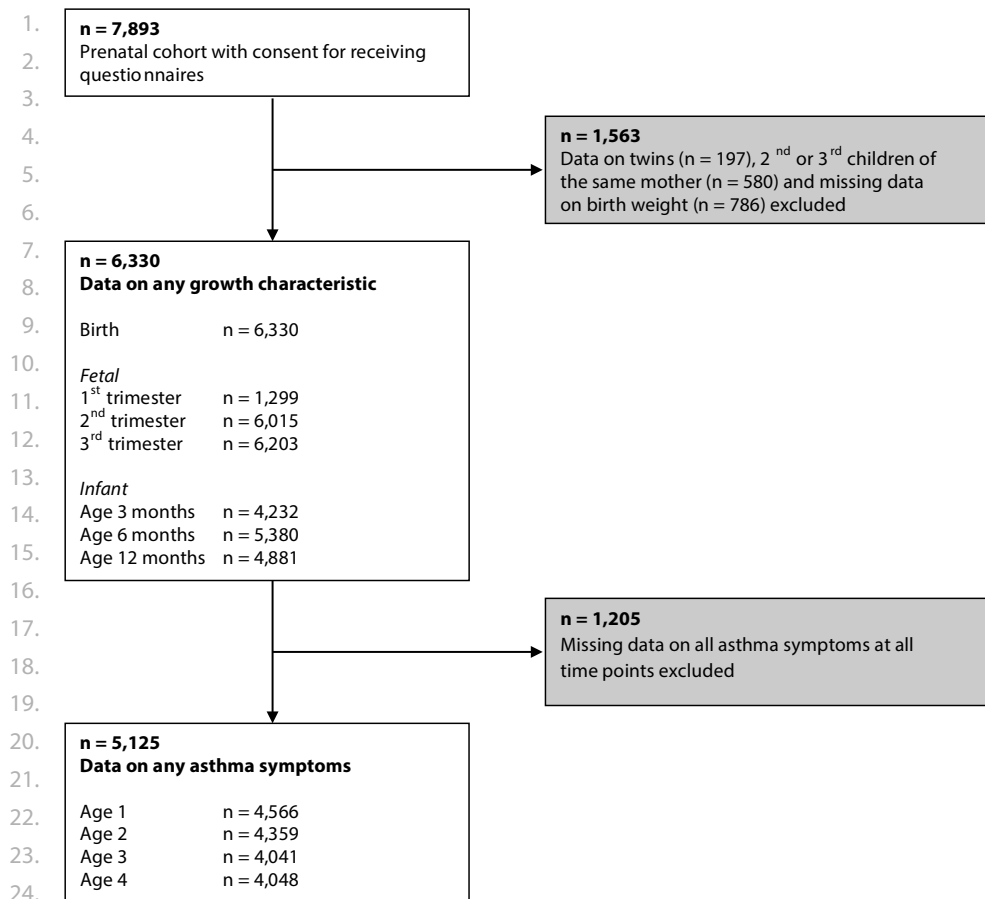 1.
2.
3.
4.
5.
6.
7.
8.
9.
10.
11.
12.
13.
14.
15.
16.
17.
18.
19.
20.
21.
22.
23.
24.
n = 7,893
Prenatal cohort with consent for receiving
questionnaires
n = 1,563
Data on twins (n = 197), 2 nd or 3rd children of
the same mother (n = 580) and missing data
on birth weight (n = 786) excluded
n = 6,330
Data on any growth characteristic
Birth n = 6,330
Fetal
1st trimester n = 1,299
2nd trimester n = 6,015
3rd trimester n = 6,203
Infant
Age 3 months n = 4,232
Age 6 months n = 5,380
Age 12 months n = 4,881
n = 1,205
Missing data on all asthma symptoms at all
time points excluded
n = 5,125
Data on any asthma symptoms
Age 1 n = 4,566
Age 2 n = 4,359
Age 3 n = 4,041
Age 4 n = 4,048